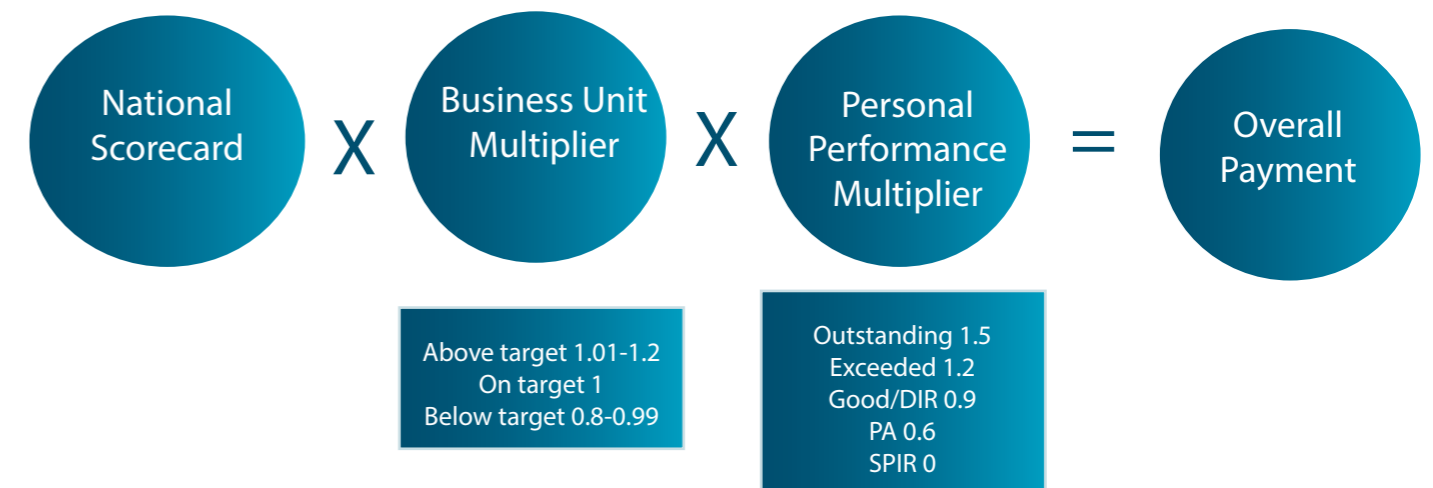 National
Scorecard
X
Business Unit
Multiplier
X
Personal
Performance
Multiplier
=
Overall
Payment
Above target 1.01-1.2
On target 1
Below target 0.8-0.99
Outstanding 1.5
Exceeded 1.2
Good/DIR 0.9
PA 0.6
SPIR 0